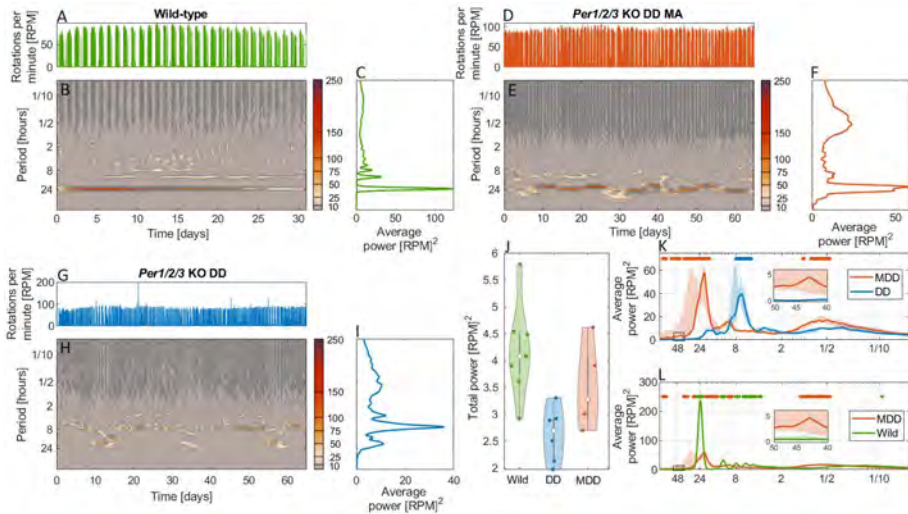 A
Wild-type
Rotations per
minute [RPM]
50
0
B
Period [hours]
1/10
1/2
2
8
24
0 5 10 15 20 25 30
Time [days]
250
150
100
75
50
25
10
C
0 50 100
Average
power [RPM]²
D
Per1/2/3 KO DD MA
Rotations per
minute [RPM]
100
50
0
E
Period [hours]
1/10
1/2
2
8
24
0 10 20 30 40 50 60
Time [days]
250
150
100
75
50
25
10
F
0 50
Average
power [RPM]²
G
Per1/2/3 KO DD
Rotations per
minute [RPM]
200
100
0
H
Period [hours]
1/10
1/2
2
8
24
0 10 20 30 40 50 60
Time [days]
250
150
100
75
50
25
10
I
0 20 40
Average
power [RPM]²
J
Total power [RPM]²
6
5.5
5
4.5
4
3.5
3
2.5
2
Wild DD MDD
K
Average
power [RPM]²
60
40
20
0
5
0
50 45 40
MDD
DD
48 24 8 2 1/2 1/10
L
Average
power [RPM]²
300
200
100
0
5
0
50 45 40
MDD
Wild
48 24 8 2 1/2 1/10